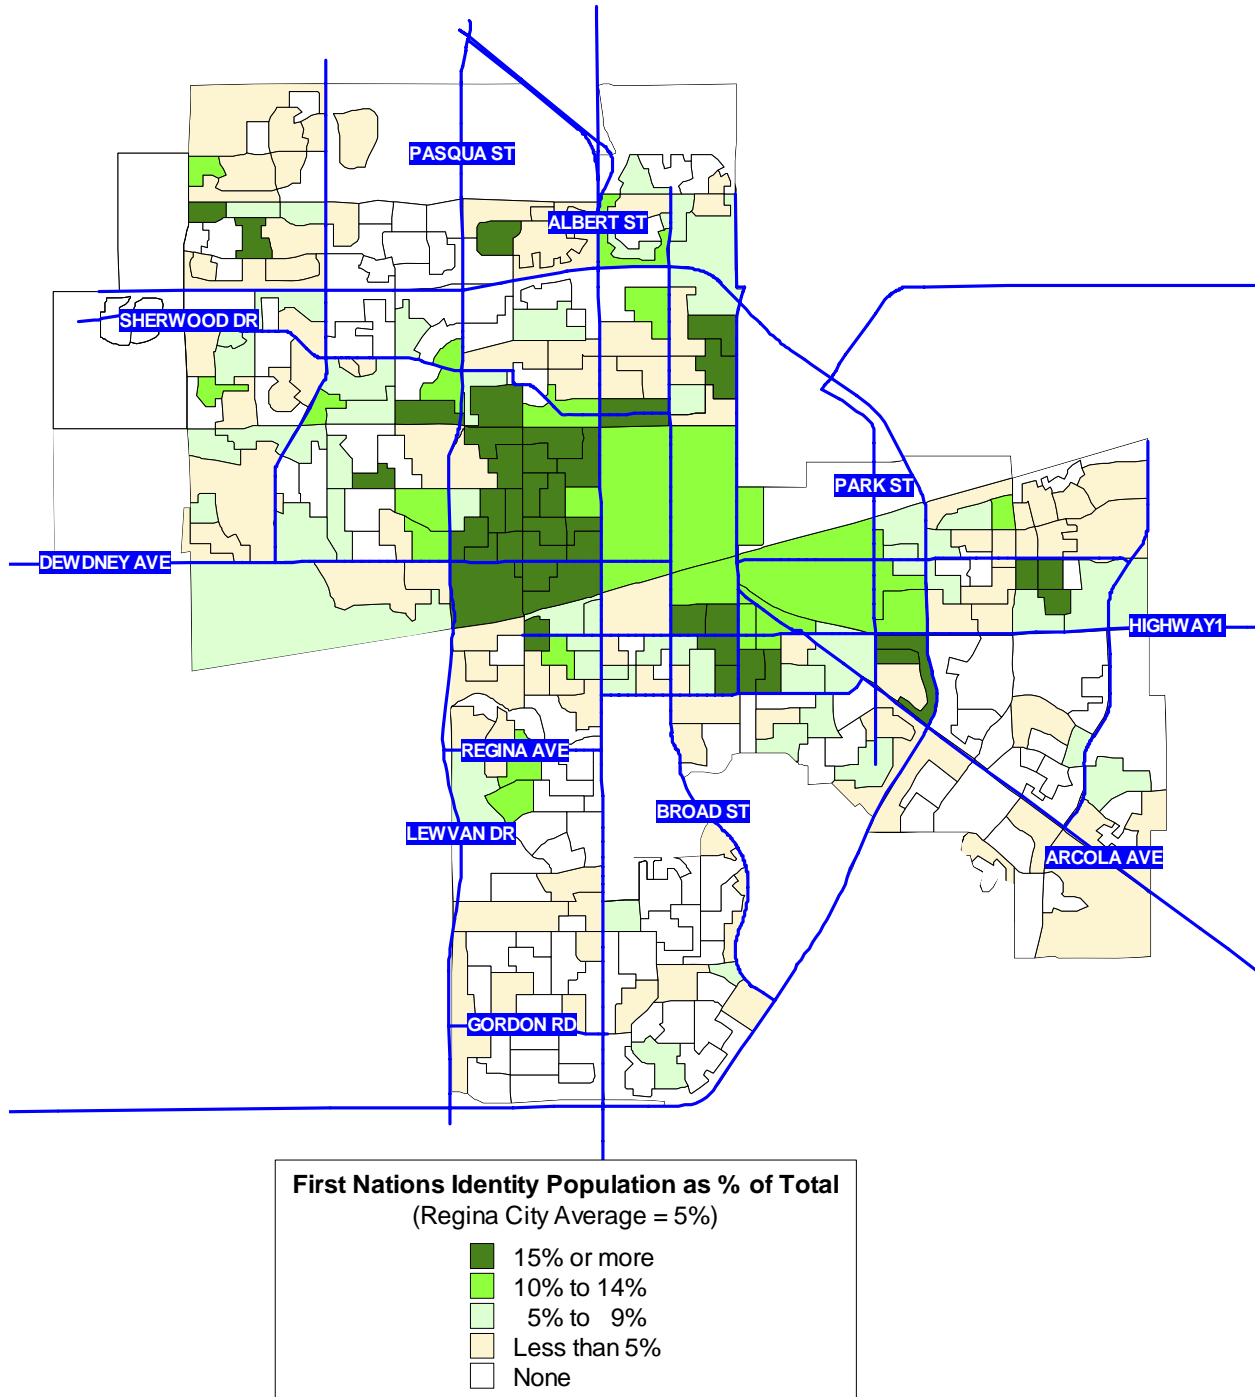 PASQUA ST
ALBERT ST
SHERWOOD DR
PARK ST
DEWDNEY AVE
HIGHWAY1
REGINA AVE
BROAD ST
LEWVAN DR
ARCOLA AVE
GORDON RD
First Nations Identity Population as % of Total
(Regina City Average = 5%)
15% or more
10% to 14%
5% to 9%
Less than 5%
None